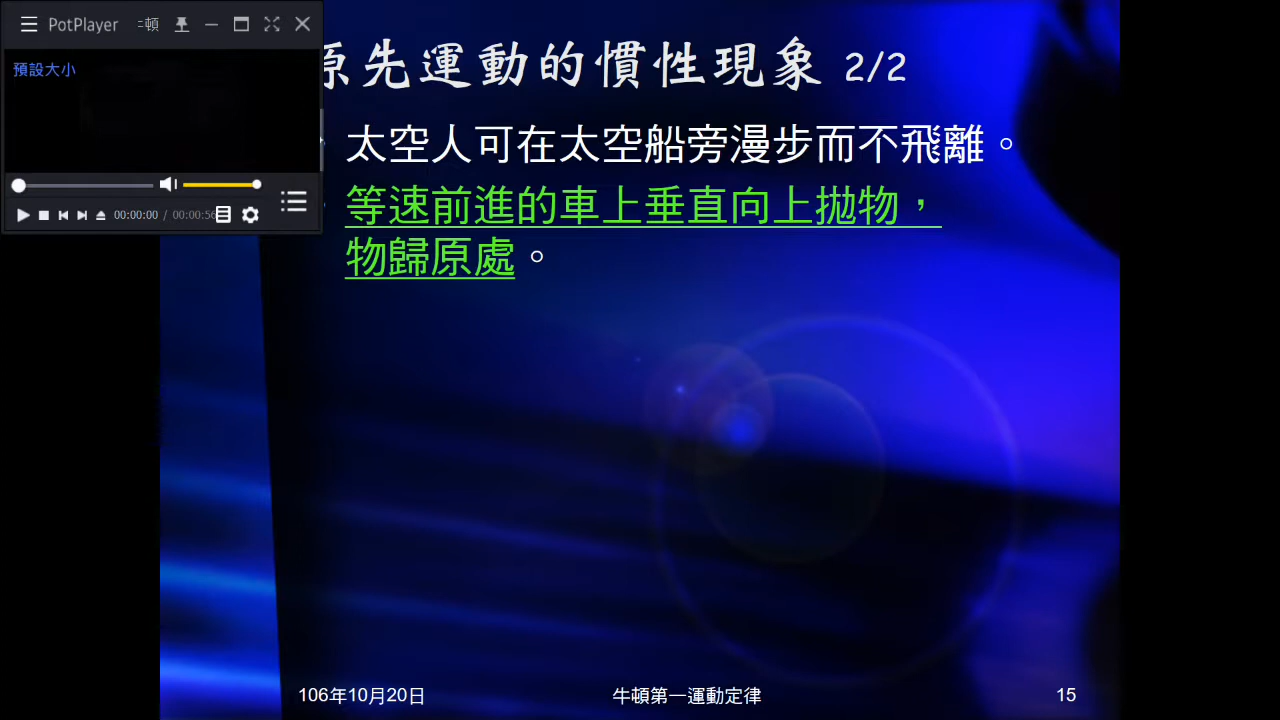 PotPlayer
預設大小
00:00:00 / 00:00:56
原先運動的慣性現象 2/2
太空人可在太空船旁漫步而不飛離。
等速前進的車上垂直向上拋物，
物歸原處。
106年10月20日
牛頓第一運動定律
15